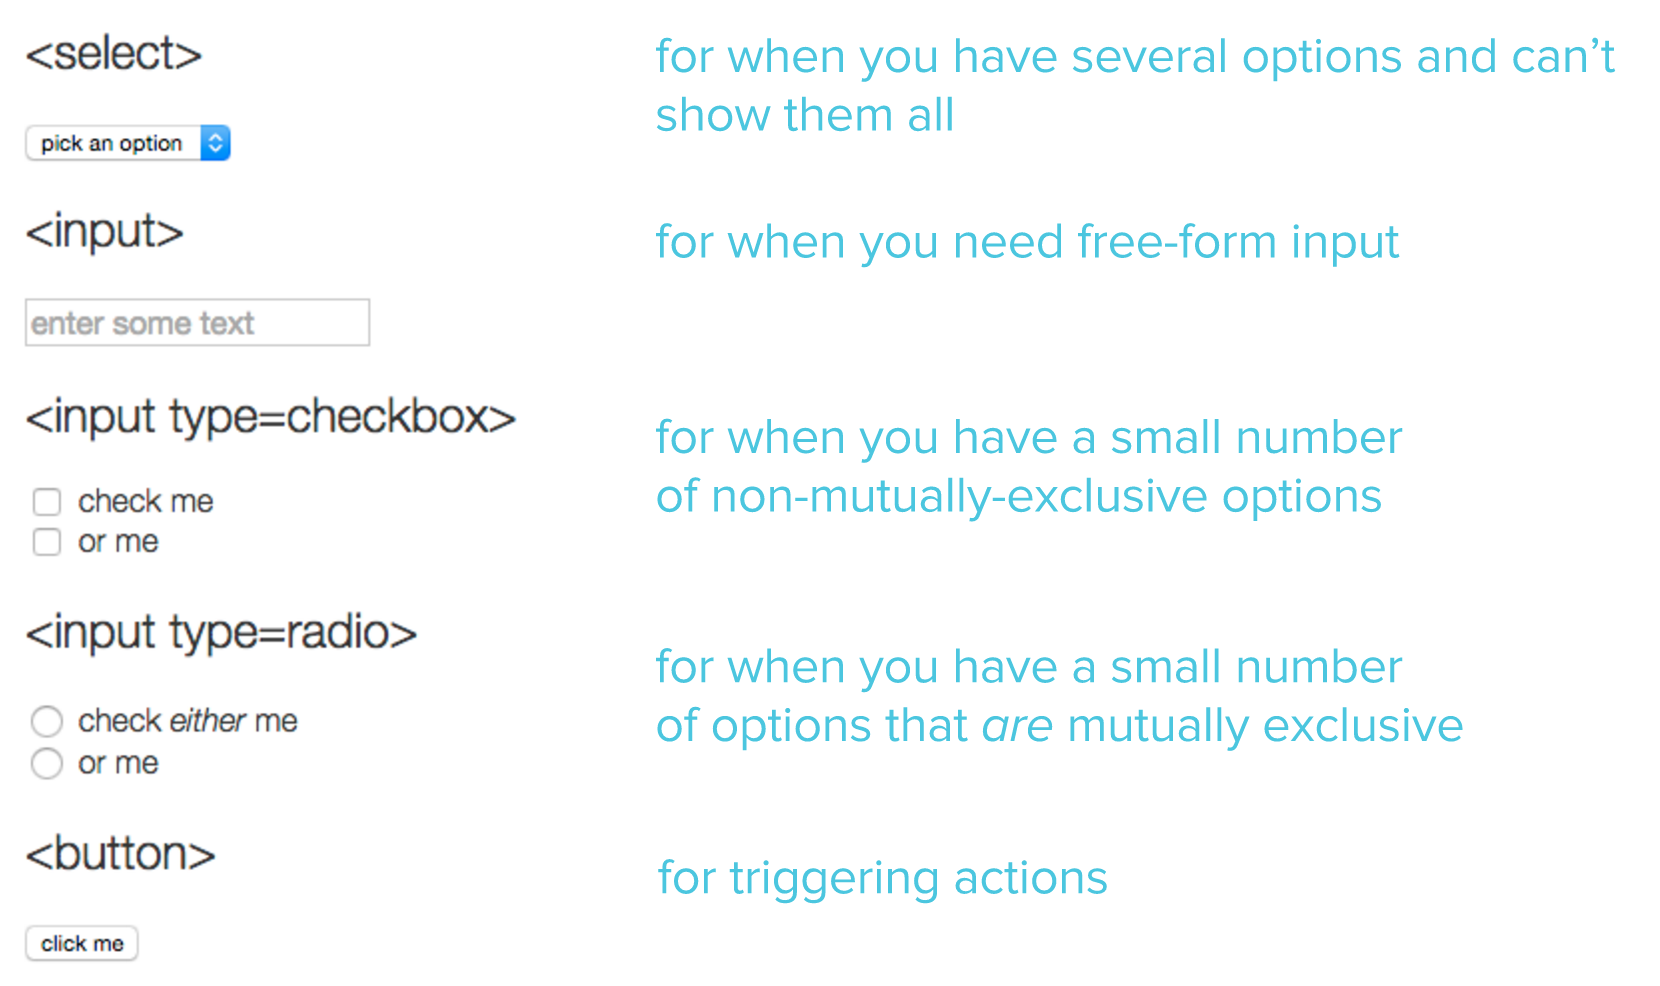 <select>
for when you have several options and can’t
show them all
pick an option
<input>
for when you need free-form input
enter some text
<input type=checkbox>
for when you have a small number
of non-mutually-exclusive options
check me
or me
<input type=radio>
for when you have a small number
of options that are mutually exclusive
check either me
or me
<button>
for triggering actions
click me